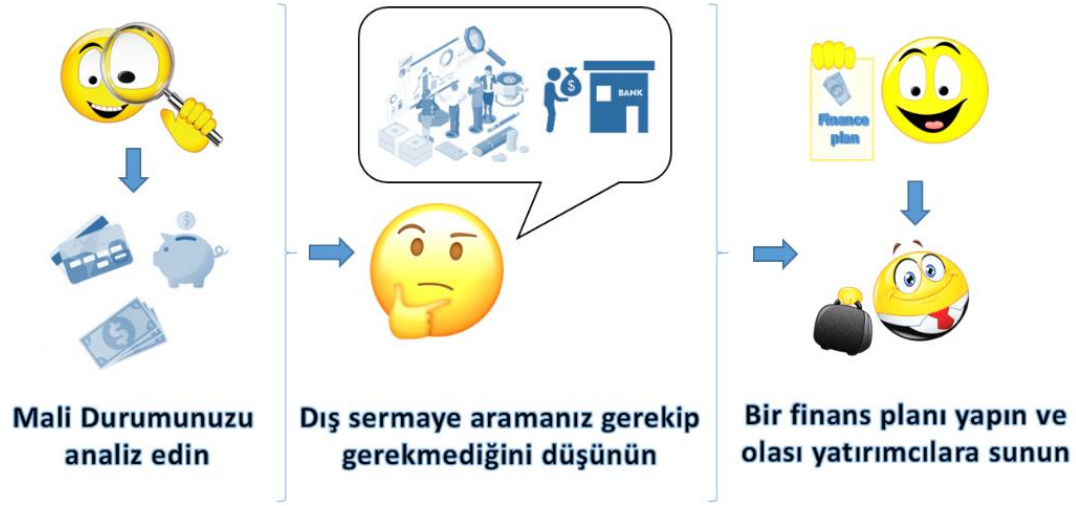 BANK
Finance
plan
Mali Durumunuzu
analiz edin
Dış sermaye aramanız gerekip
gerekmediğini düşünün
Bir finans planı yapın ve
olası yatırımcılara sunun